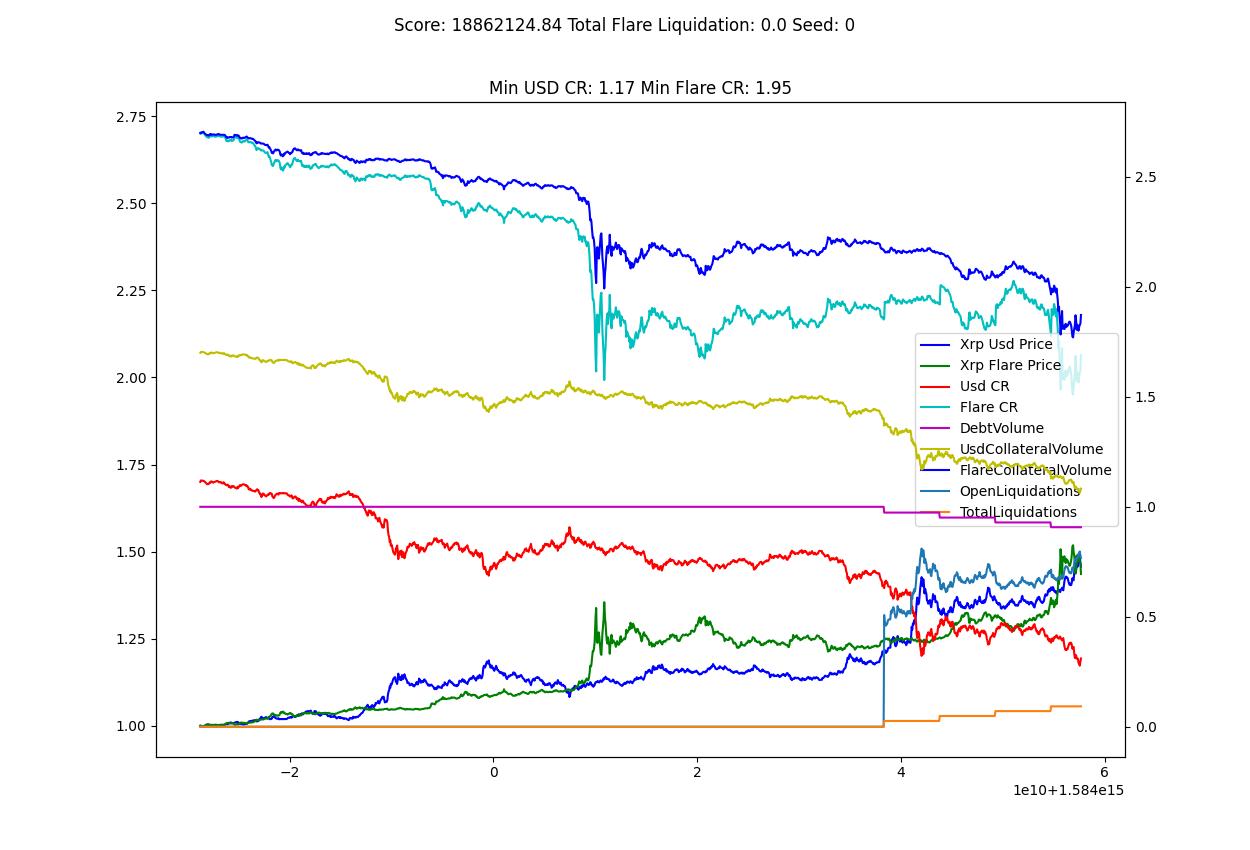 Score: 18862124.84 Total Flare Liquidation: 0.0 Seed: 0
Min USD CR: 1.17 Min Flare CR: 1.95
2.75
2.50
2.25
2.00
1.75
1.50
1.25
1.00
2.5
2.0
1.5
1.0
0.5
0.0
Xrp Usd Price
Xrp Flare Price
Usd CR
Flare CR
DebtVolume
UsdCollateralVolume
FlareCollateralVolume
OpenLiquidations
TotalLiquidations
−2
0
2
4
6
1e10+1.584e15